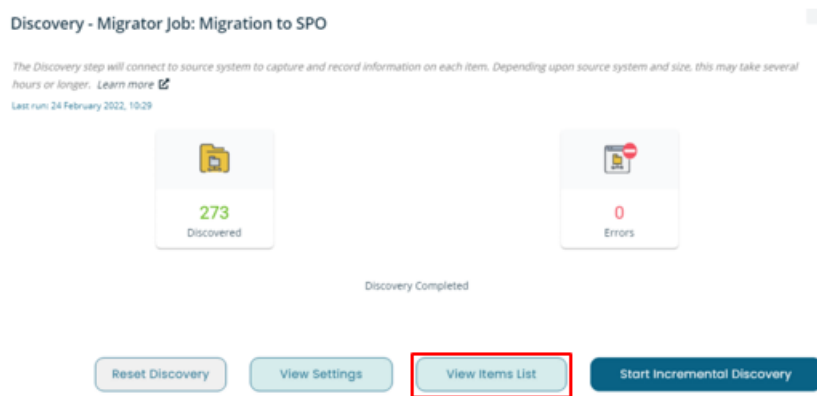 Discovery - Migrator Job: Migration to SPO
The Discovery step will connect to source system to capture and record information on each item. Depending upon source system and size, this may take several
hours or longer. Learn more
Last run: 24 February 2022, 10:29
273
Discovered
0
Errors
Discovery Completed
Reset Discovery
View Settings
View Items List
Start Incremental Discovery